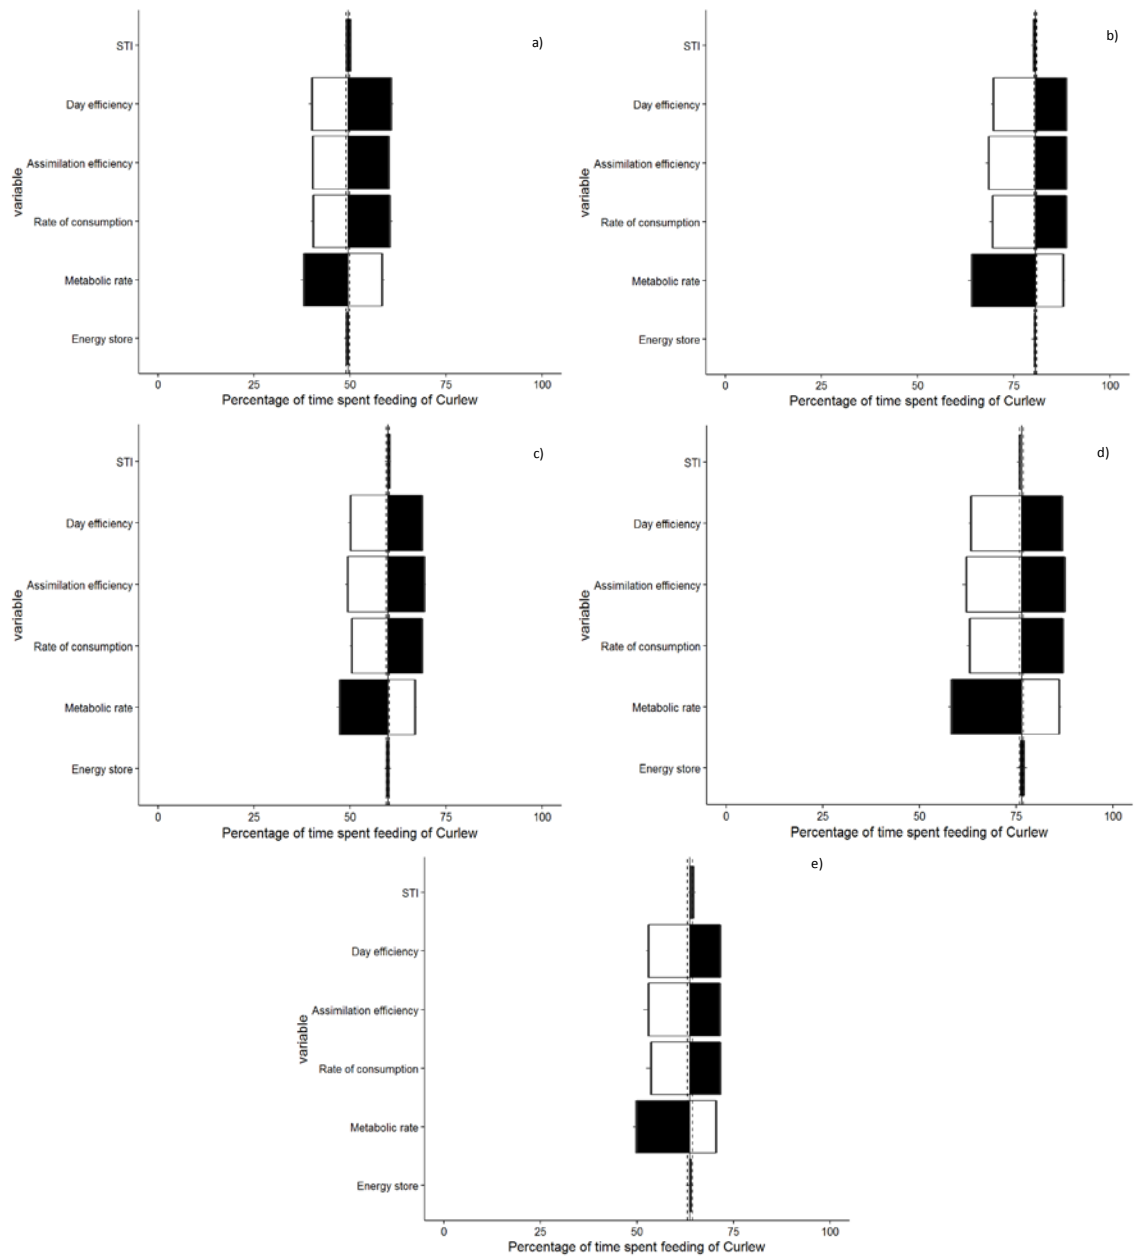 a)
STI
Day efficiency
Assimilation efficiency
Rate of consumption
Metabolic rate
Energy store
variable
0 25 50 75 100
Percentage of time spent feeding of Curlew
b)
STI
Day efficiency
Assimilation efficiency
Rate of consumption
Metabolic rate
Energy store
variable
0 25 50 75 100
Percentage of time spent feeding of Curlew
c)
STI
Day efficiency
Assimilation efficiency
Rate of consumption
Metabolic rate
Energy store
variable
0 25 50 75 100
Percentage of time spent feeding of Curlew
d)
STI
Day efficiency
Assimilation efficiency
Rate of consumption
Metabolic rate
Energy store
variable
0 25 50 75 100
Percentage of time spent feeding of Curlew
e)
STI
Day efficiency
Assimilation efficiency
Rate of consumption
Metabolic rate
Energy store
variable
0 25 50 75 100
Percentage of time spent feeding of Curlew